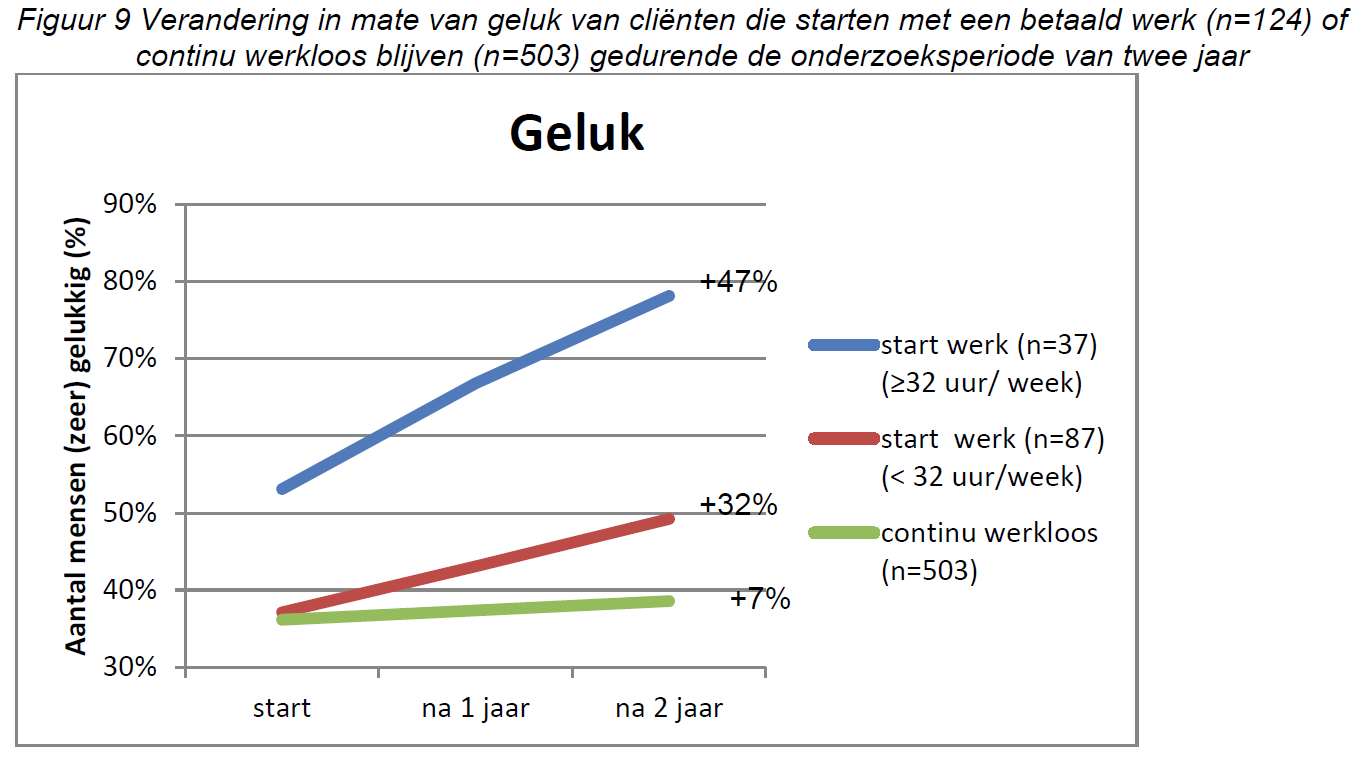 Figuur 9 Verandering in mate van geluk van cliënten die starten met een betaald werk (n=124) of
continu werkloos blijven (n=503) gedurende de onderzoeksperiode van twee jaar
Geluk
Aantal mensen (zeer) gelukkig (%)
90%
80%
70%
60%
50%
40%
30%
+47%
+32%
+7%
start
na 1 jaar
na 2 jaar
start werk (n=37)
(≥32 uur/ week)
start  werk (n=87)
(< 32 uur/week)
continu werkloos
(n=503)